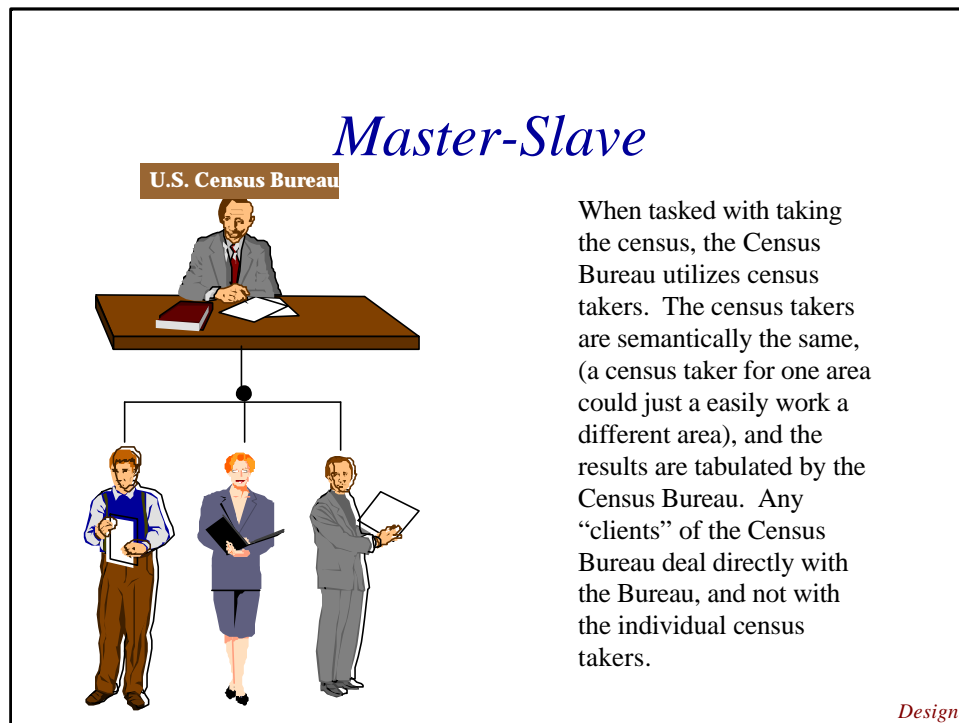 Master-Slave
U.S. Census Bureau
When tasked with taking
the census, the Census
Bureau utilizes census
takers.  The census takers
are semantically the same,
(a census taker for one area
could just a easily work a
different area), and the
results are tabulated by the
Census Bureau.  Any
“clients” of the Census
Bureau deal directly with
the Bureau, and not with
the individual census
takers.
Design